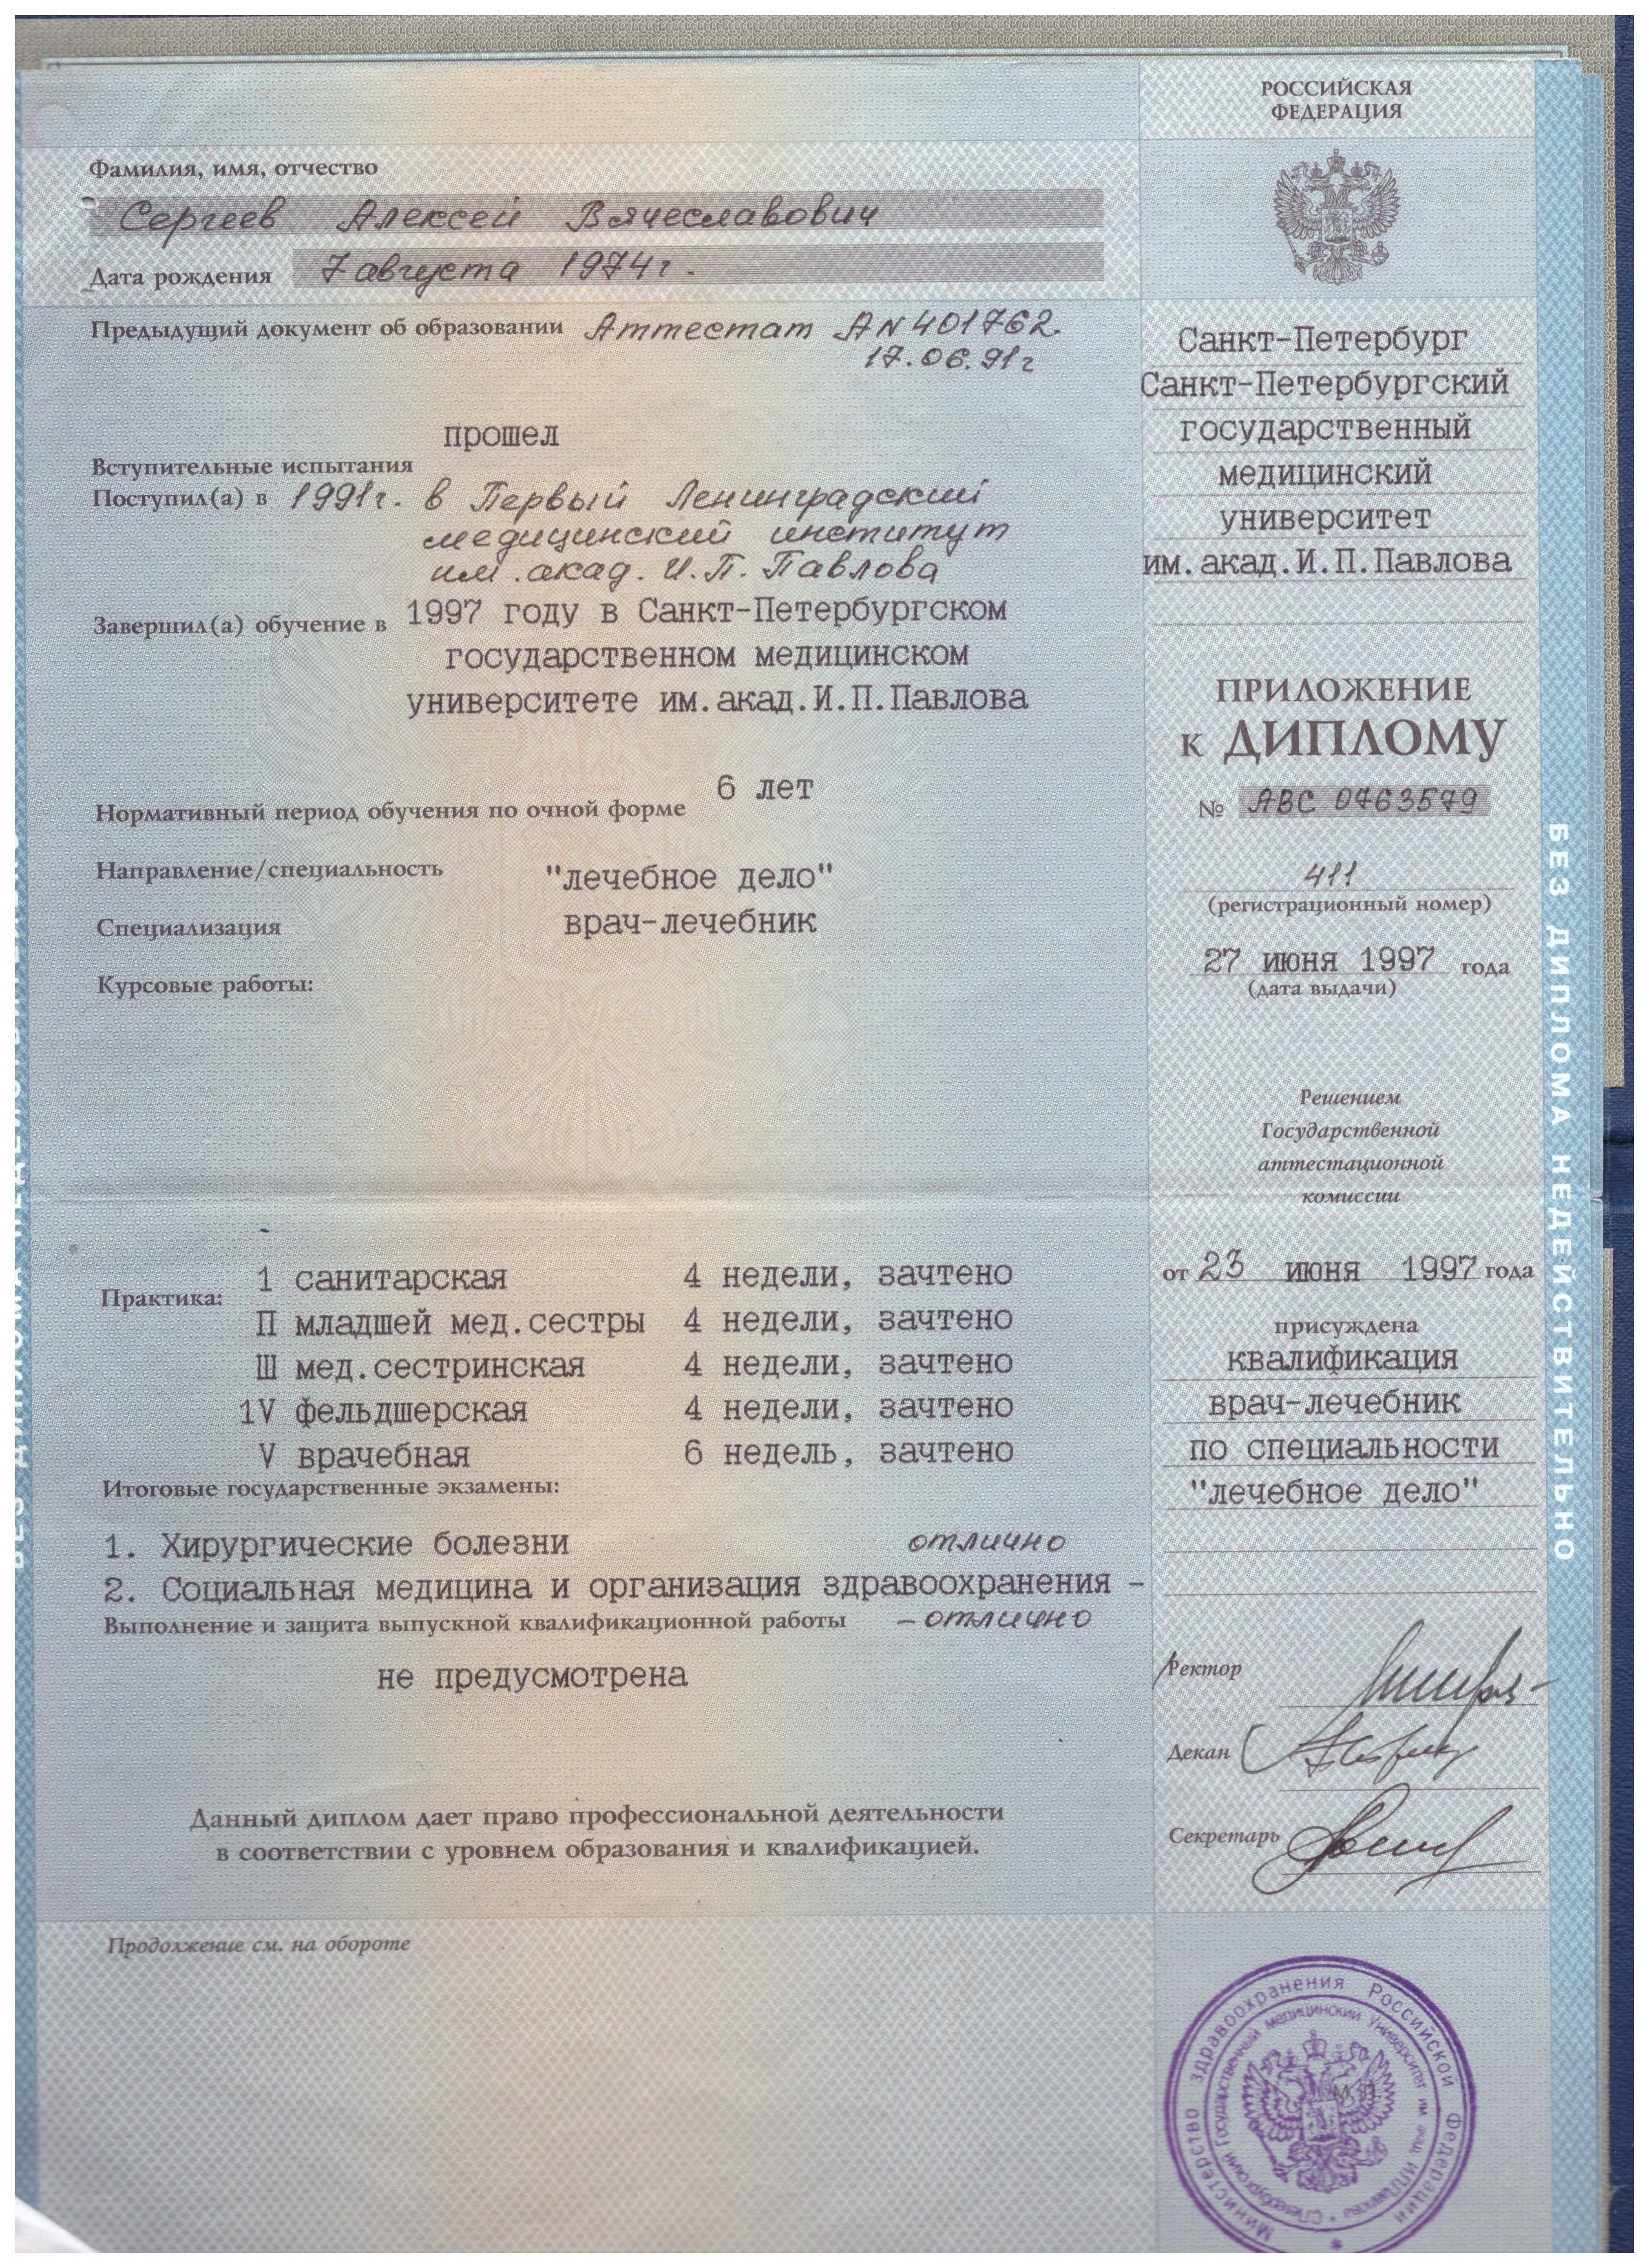 Фамилия, имя, отчество
Сергеев Алексей Вячеславович
Дата рождения 7 августа 1974г.
Предыдущий документ об образовании Аттестат А№401762.
17.06.91г
прошел
Вступительные испытания
Поступил(а) в 1991г. в Первый Ленинградский
медицинский институт
им. акад. И.П. Павлова
Завершил(а) обучение в 1997 году в Санкт-Петербургском
государственном медицинском
университете им.акад.И.П.Павлова
6 лет
Нормативный период обучения по очной форме
Направление/специальность "лечебное дело"
Специализация врач-лечебник
Курсовые работы:
Практика: 1 санитарская 4 недели, зачтено
П младшей мед.сестры 4 недели, зачтено
Ш мед.сестринская 4 недели, зачтено
1V фельдшерская 4 недели, зачтено
V врачебная 6 недель, зачтено
Итоговые государственные экзамены:
1. Хирургические болезни отлично
2. Социальная медицина и организация здравоохранения -
Выполнение и защита выпускной квалификационной работы - отлично
не предусмотрена
Данный диплом дает право профессиональной деятельности
в соответствии с уровнем образования и квалификацией.
Продолжение см. на обороте
РОССИЙСКАЯ
ФЕДЕРАЦИЯ
Санкт-Петербург
Санкт-Петербургский
государственный
медицинский
университет
им.акад.И.П.Павлова
ПРИЛОЖЕНИЕ
к ДИПЛОМУ
№ АВС 0763579
411
(регистрационный номер)
27 июня 1997 года
(дата выдачи)
Решением
Государственной
аттестационной
комиссии
от 23 июня 1997 года
присуждена
квалификация
врач-лечебник
по специальности
"лечебное дело"
Ректор
Декан
Секретарь
М.П.
Министерство здравоохранения Российской Федерации
БЕЗ ДИПЛОМА НЕДЕЙСТВИТЕЛЬНО